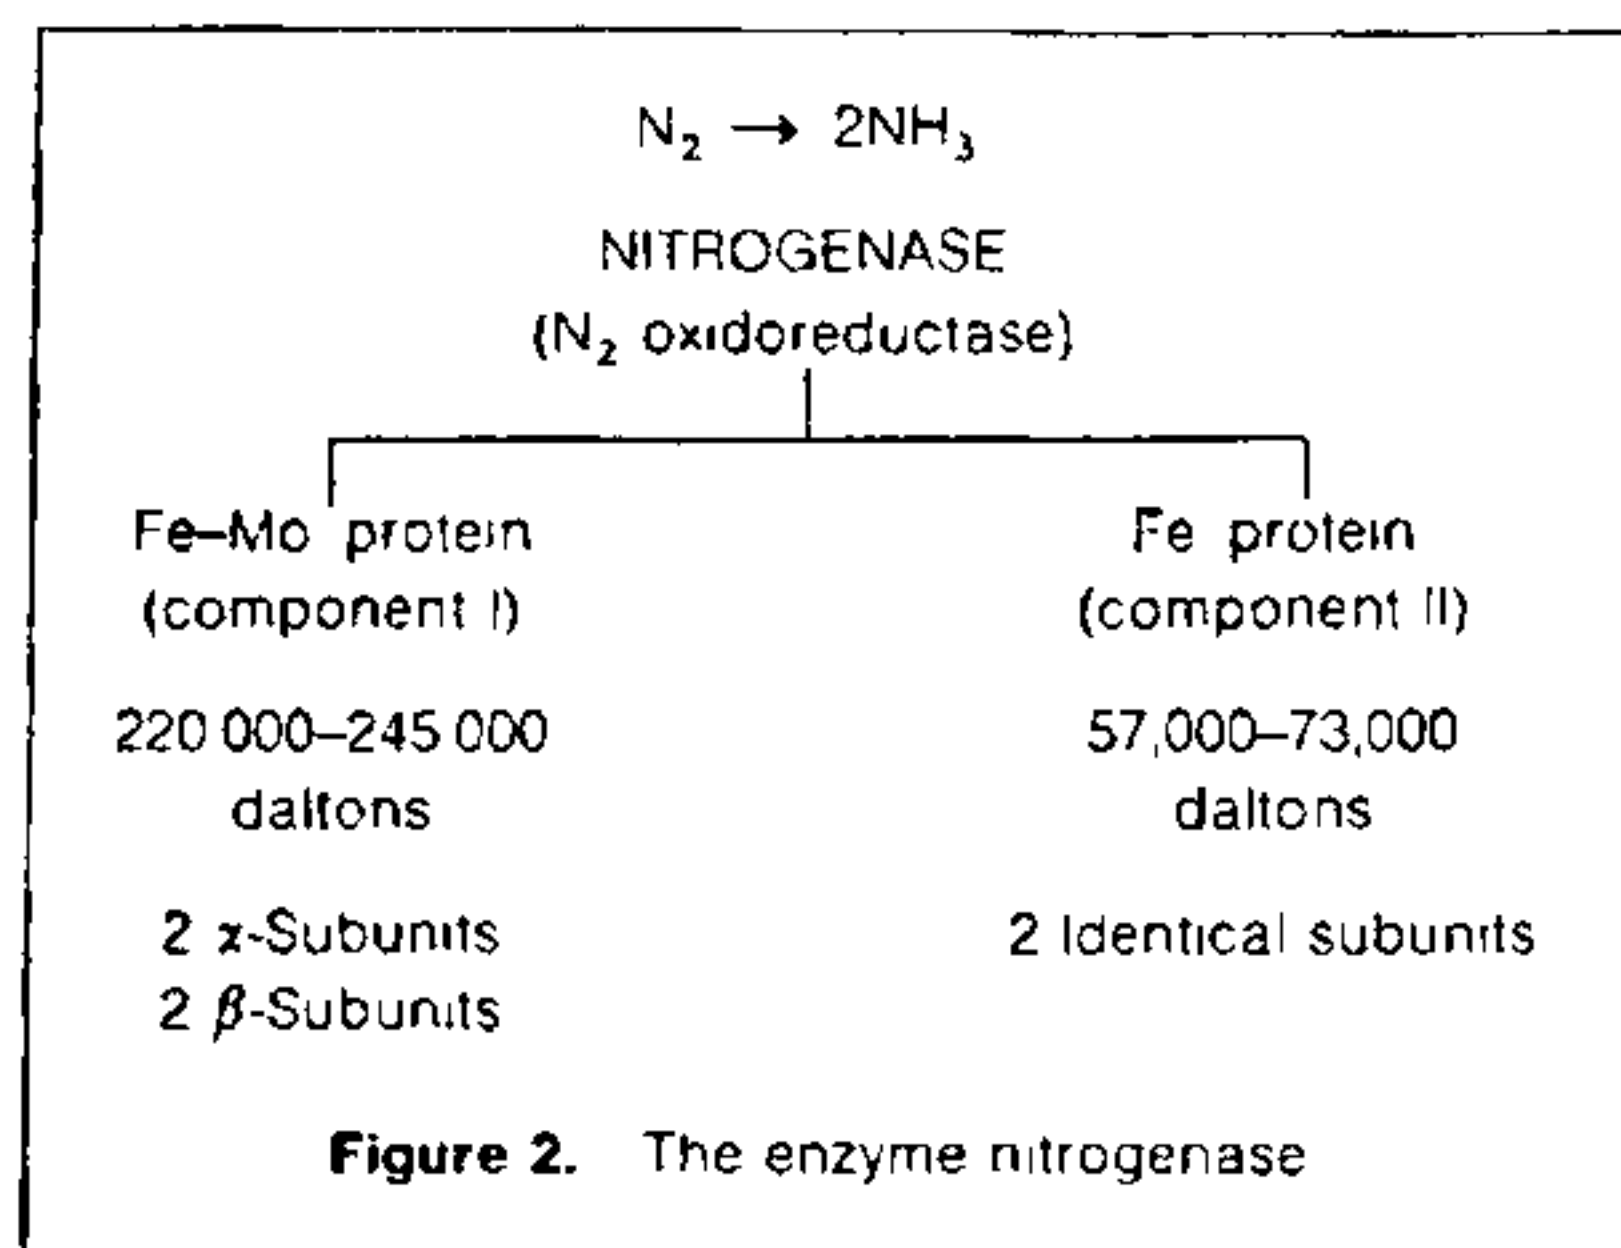 N₂ → 2NH₃
NITROGENASE
(N₂ oxidoreductase)
Fe–Mo protein
(component I)
220 000–245 000
daltons
2 α-Subunits
2 β-Subunits
Fe protein
(component II)
57,000–73,000
daltons
2 Identical subunits
Figure 2. The enzyme nitrogenase